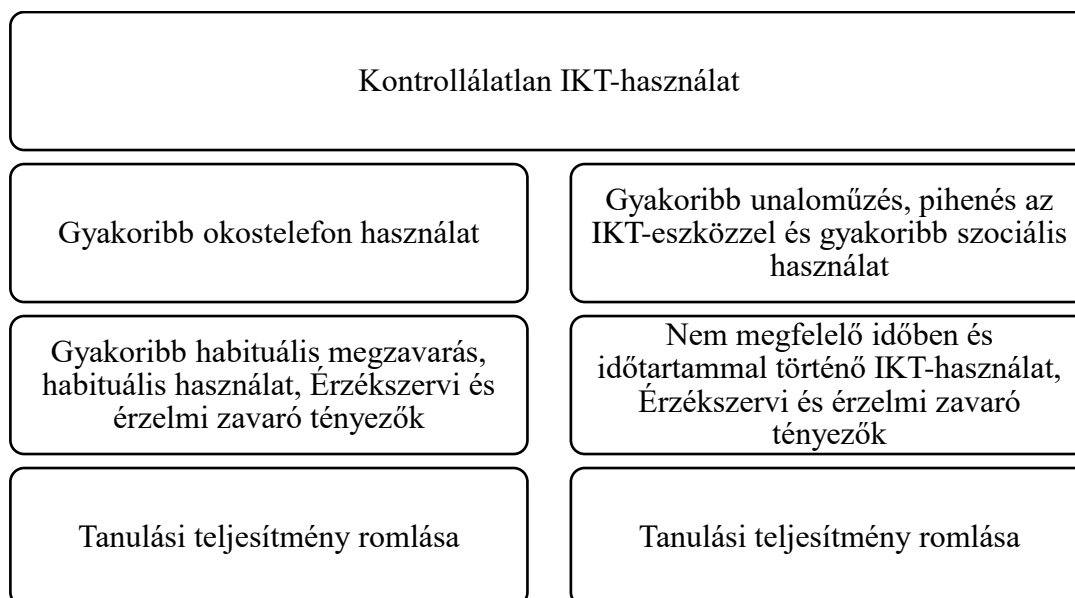 Kontrollálatlan IKT-használat
Gyakoribb okostelefon használat
Gyakoribb unaloműzés, pihenés az
IKT-eszközzel és gyakoribb szociális
használat
Gyakoribb habituális megzavarás,
habituális használat, Érzékszervi és
érzelmi zavaró tényezők
Nem megfelelő időben és
időtartammal történő IKT-használat,
Érzékszervi és érzelmi zavaró
tényezők
Tanulási teljesítmény romlása
Tanulási teljesítmény romlása